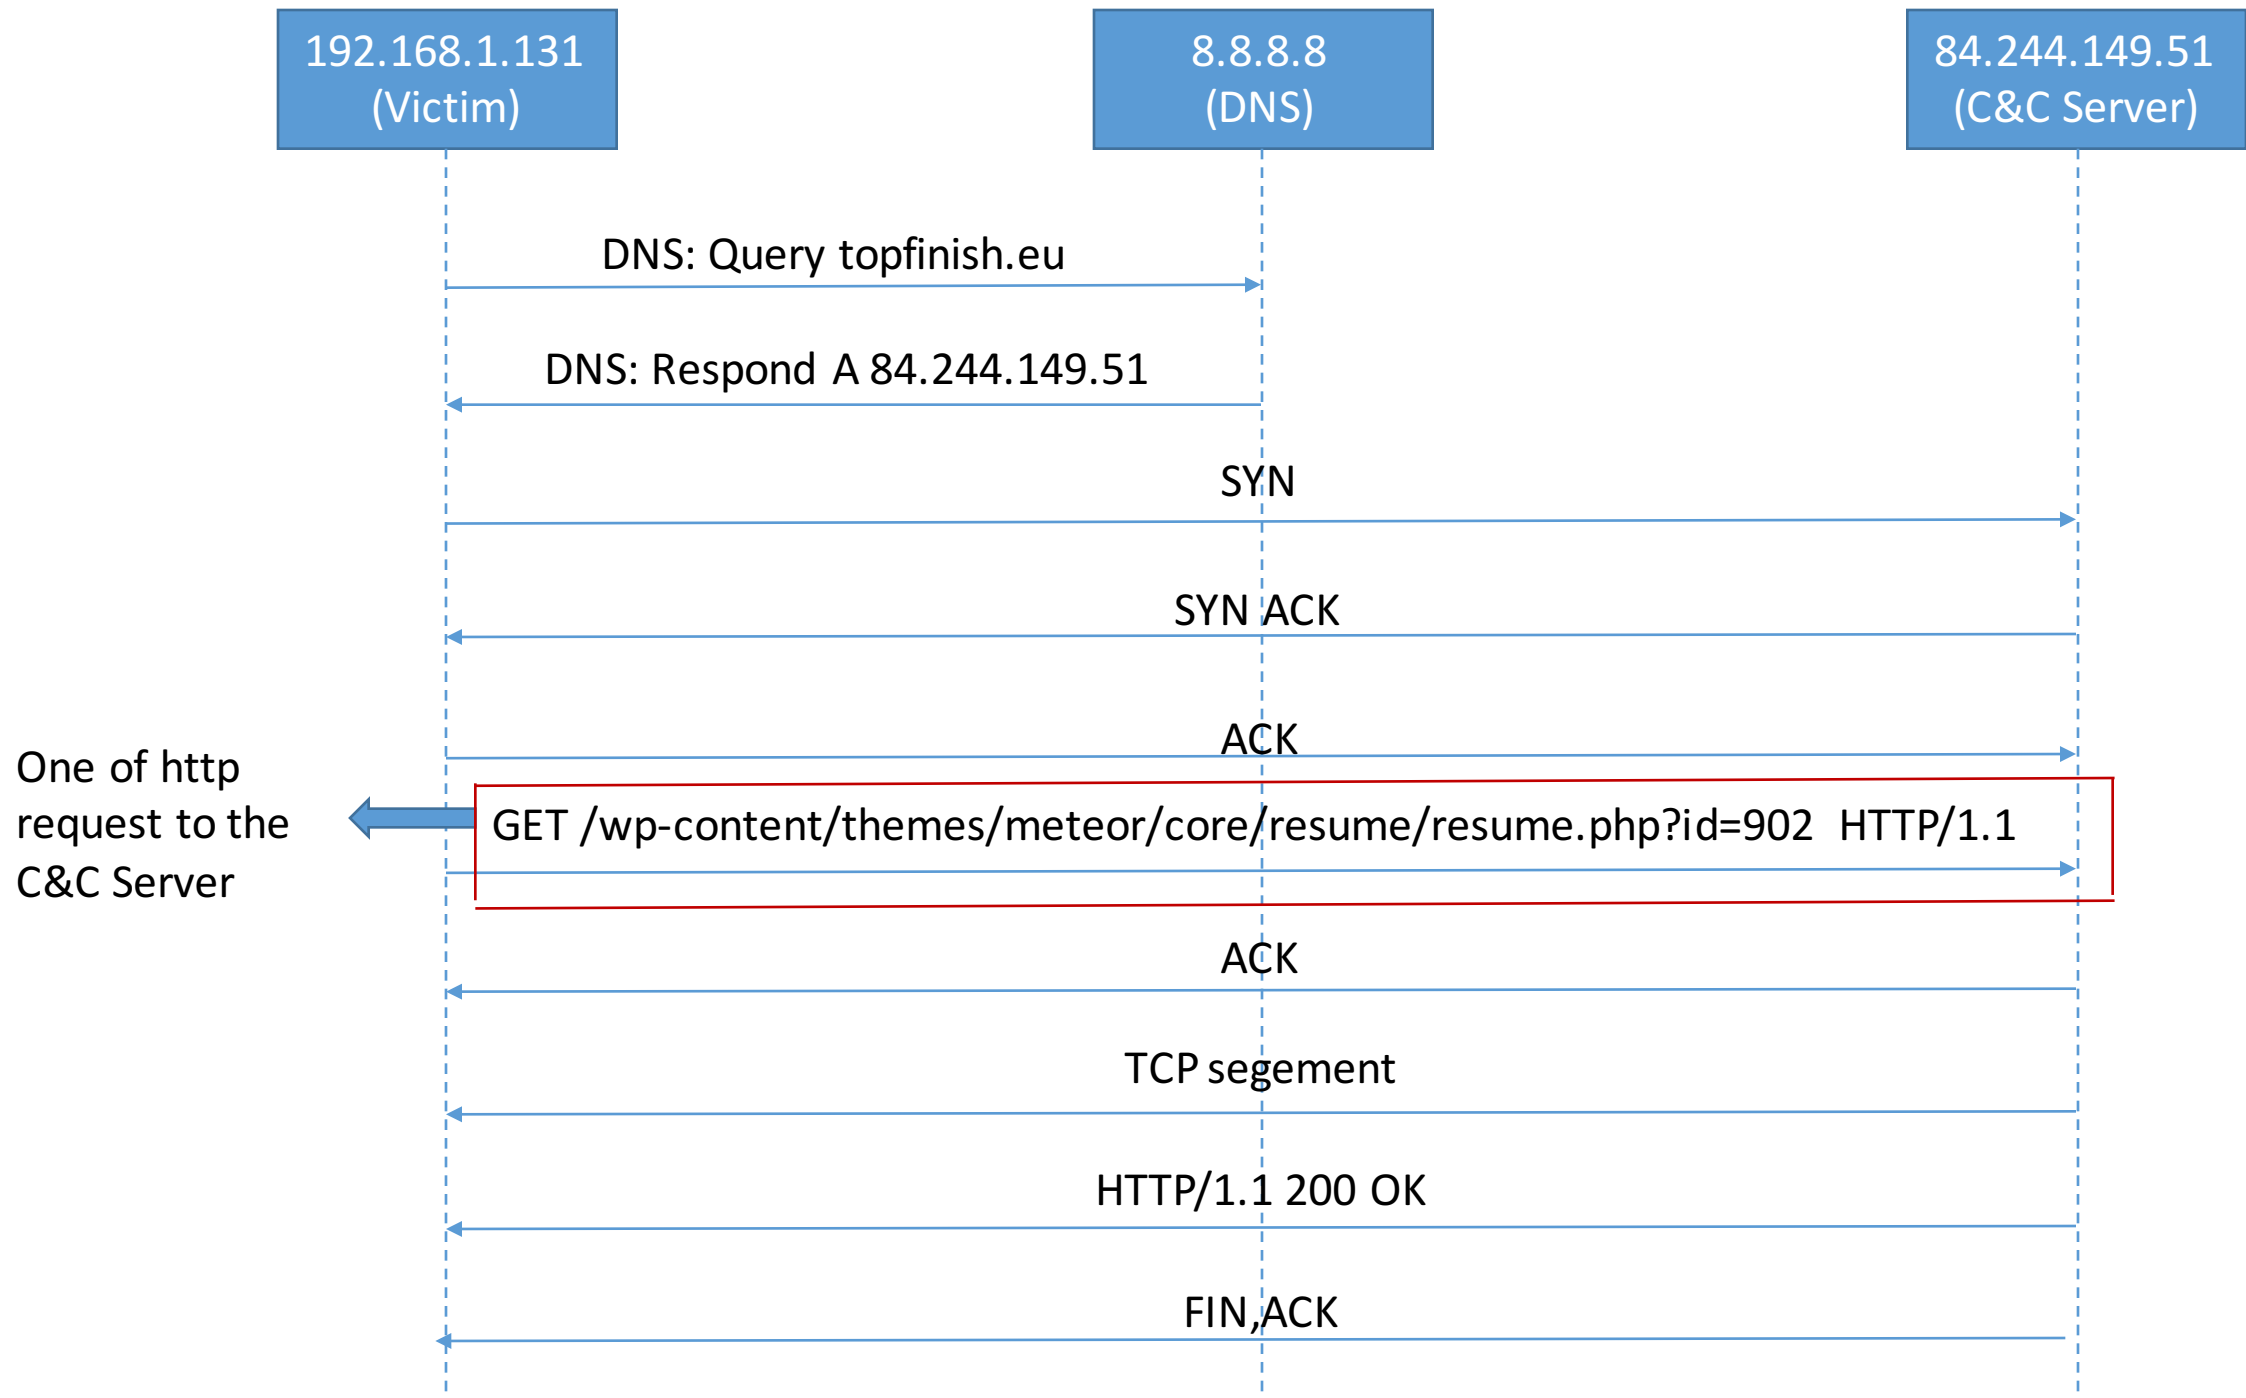 192.168.1.131
(Victim)
8.8.8.8
(DNS)
84.244.149.51
(C&C Server)
DNS: Query topfinish.eu
DNS: Respond A 84.244.149.51
SYN
SYN ACK
ACK
One of http
request to the
C&C Server
GET /wp-content/themes/meteor/core/resume/resume.php?id=902 HTTP/1.1
ACK
TCP segement
HTTP/1.1 200 OK
FIN,ACK